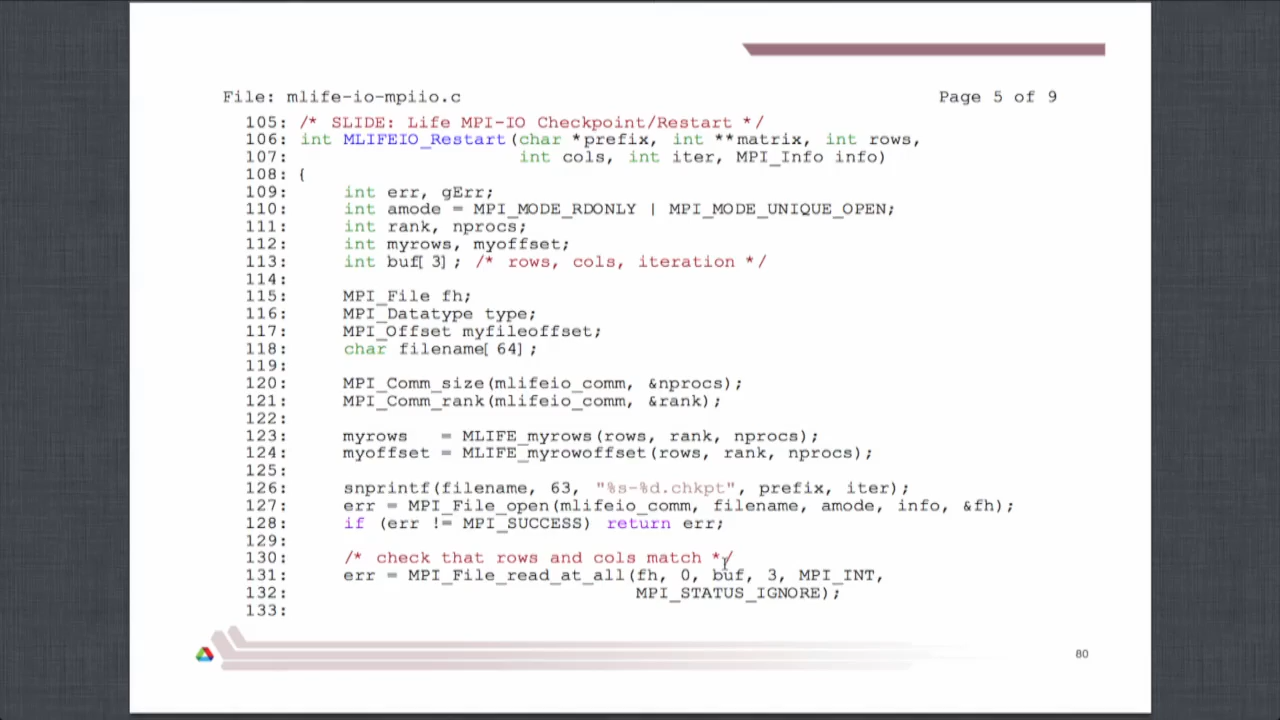 File: mlife-io-mpiio.c Page 5 of 9
105: /* SLIDE: Life MPI-IO Checkpoint/Restart */
106: int MLIFEIO_Restart(char *prefix, int **matrix, int rows,
107: int cols, int iter, MPI_Info info)
108: {
109: int err, gErr;
110: int amode = MPI_MODE_RDONLY | MPI_MODE_UNIQUE_OPEN;
111: int rank, nprocs;
112: int myrows, myoffset;
113: int buf[ 3] ; /* rows, cols, iteration */
114:
115: MPI_File fh;
116: MPI_Datatype type;
117: MPI_Offset myfileoffset;
118: char filename[ 64] ;
119:
120: MPI_Comm_size(mlifeio_comm, &nprocs);
121: MPI_Comm_rank(mlifeio_comm, &rank);
122:
123: myrows = MLIFE_myrows(rows, rank, nprocs);
124: myoffset = MLIFE_myrowoffset(rows, rank, nprocs);
125:
126: snprintf(filename, 63, "%s-%d.chkpt", prefix, iter);
127: err = MPI_File_open(mlifeio_comm, filename, amode, info, &fh);
128: if (err != MPI_SUCCESS) return err;
129:
130: /* check that rows and cols match */
131: err = MPI_File_read_at_all(fh, 0, buf, 3, MPI_INT,
132: MPI_STATUS_IGNORE);
133:
80